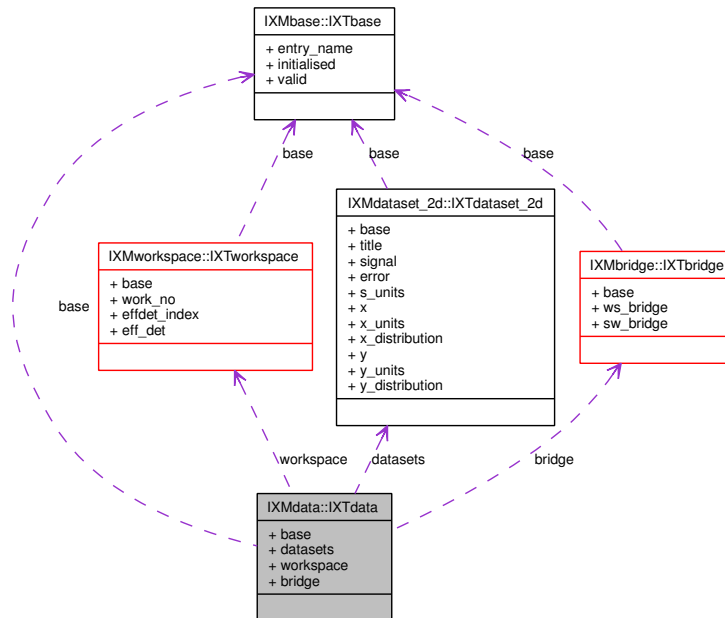 IXMbase::IXTbase
+ entry_name
+ initialised
+ valid
base
base
base
IXMdataset_2d::IXTdataset_2d
+ base
+ title
+ signal
+ error
+ s_units
+ x
+ x_units
+ x_distribution
+ y
+ y_units
+ y_distribution
IXMworkspace::IXTworkspace
+ base
+ work_no
+ effdet_index
+ eff_det
IXMbridge::IXTbridge
+ base
+ ws_bridge
+ sw_bridge
base
workspace
datasets
bridge
IXMdata::IXTdata
+ base
+ datasets
+ workspace
+ bridge